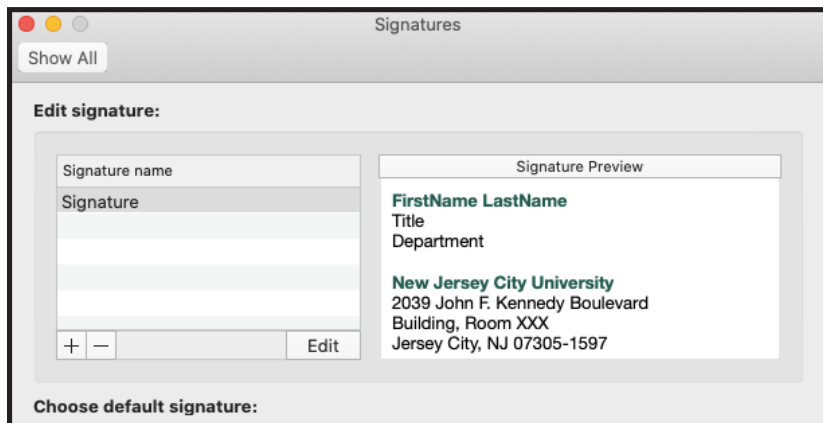 Signatures
Show All
Edit signature:
Signature name
Signature
+ − Edit
Signature Preview
FirstName LastName
Title
Department
New Jersey City University
2039 John F. Kennedy Boulevard
Building, Room XXX
Jersey City, NJ 07305-1597
Choose default signature: